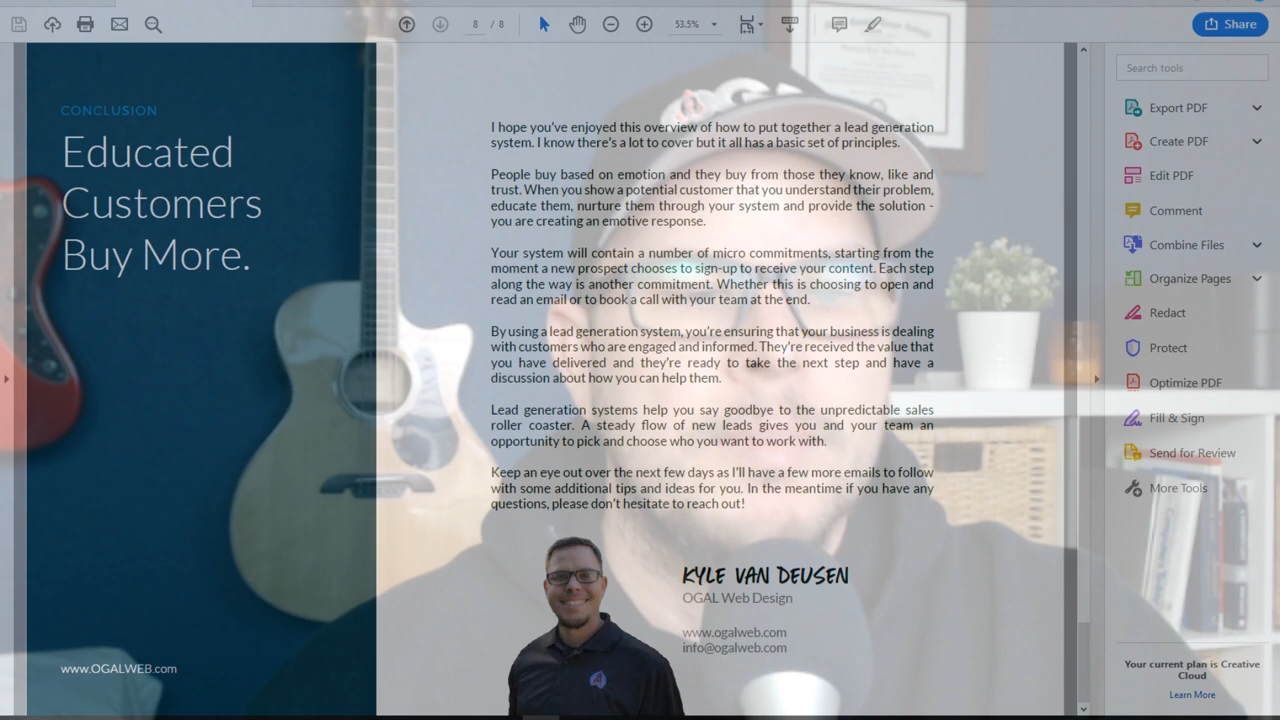 8 / 8
53.5%
Share
Search tools
Export PDF
Create PDF
Edit PDF
Comment
Combine Files
Organize Pages
Redact
Protect
Optimize PDF
Fill & Sign
Send for Review
More Tools
Your current plan is Creative
Cloud
Learn More
CONCLUSION
Educated
Customers
Buy More.
www.OGALWEB.com
I hope you've enjoyed this overview of how to put together a lead generation
system. I know there's a lot to cover but it all has a basic set of principles.
People buy based on emotion and they buy from those they know, like and
trust. When you show a potential customer that you understand their problem,
educate them, nurture them through your system and provide the solution -
you are creating an emotive response.
Your system will contain a number of micro commitments, starting from the
moment a new prospect chooses to sign-up to receive your content. Each step
along the way is another commitment. Whether this is choosing to open and
read an email or to book a call with your team at the end.
By using a lead generation system, you're ensuring that your business is dealing
with customers who are engaged and informed. They're received the value that
you have delivered and they're ready to take the next step and have a
discussion about how you can help them.
Lead generation systems help you say goodbye to the unpredictable sales
roller coaster. A steady flow of new leads gives you and your team an
opportunity to pick and choose who you want to work with.
Keep an eye out over the next few days as I'll have a few more emails to follow
with some additional tips and ideas for you. In the meantime if you have any
questions, please don't hesitate to reach out!
KYLE VAN DEUSEN
OGAL Web Design
www.ogalweb.com
info@ogalweb.com